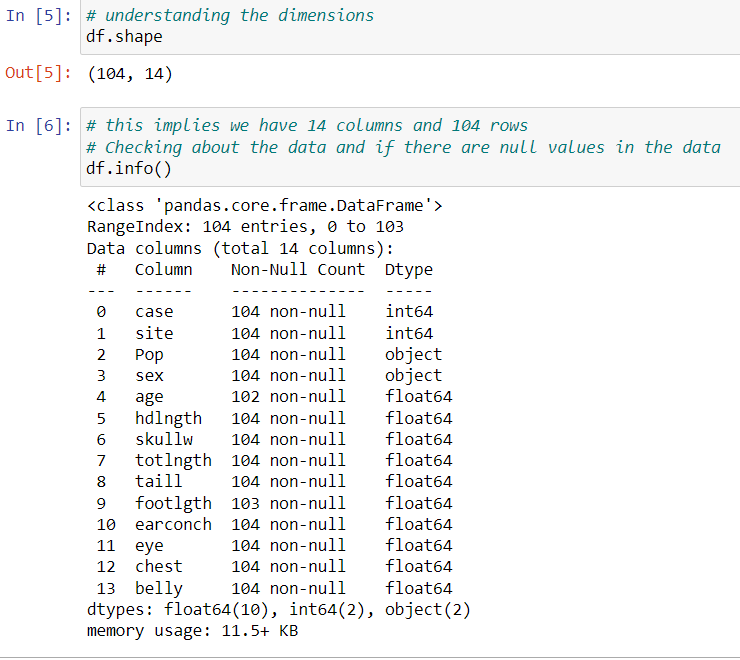 In [5]: # understanding the dimensions
df.shape
Out[5]: (104, 14)
In [6]: # this implies we have 14 columns and 104 rows
# Checking about the data and if there are null values in the data
df.info()
<class 'pandas.core.frame.DataFrame'>
RangeIndex: 104 entries, 0 to 103
Data columns (total 14 columns):
 #   Column    Non-Null Count  Dtype
---  ------    --------------  -----
 0   case      104 non-null    int64
 1   site      104 non-null    int64
 2   Pop       104 non-null    object
 3   sex       104 non-null    object
 4   age       102 non-null    float64
 5   hdlngth   104 non-null    float64
 6   skullw    104 non-null    float64
 7   totlngth  104 non-null    float64
 8   taill     104 non-null    float64
 9   footlgth  103 non-null    float64
 10  earconch  104 non-null    float64
 11  eye       104 non-null    float64
 12  chest     104 non-null    float64
 13  belly     104 non-null    float64
dtypes: float64(10), int64(2), object(2)
memory usage: 11.5+ KB